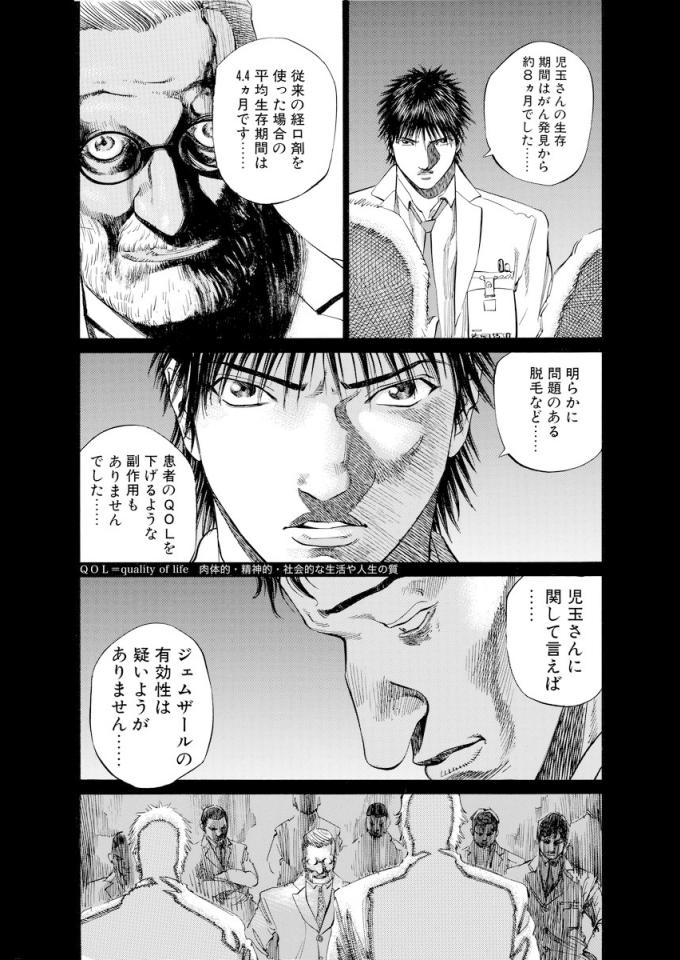 児玉さんの生存
期間はがん発見から
約８ヵ月でした……
従来の経口剤を
使った場合の
平均生存期間は
4.4ヵ月です……
明らかに
問題のある
脱毛など……
患者のＱＯＬを
下げるような
副作用も
ありません
でした……
ＱＯＬ＝quality of life　肉体的・精神的・社会的な生活や人生の質
児玉さんに
関して言えば
……
ジェムザールの
有効性は
疑いようが
ありません……